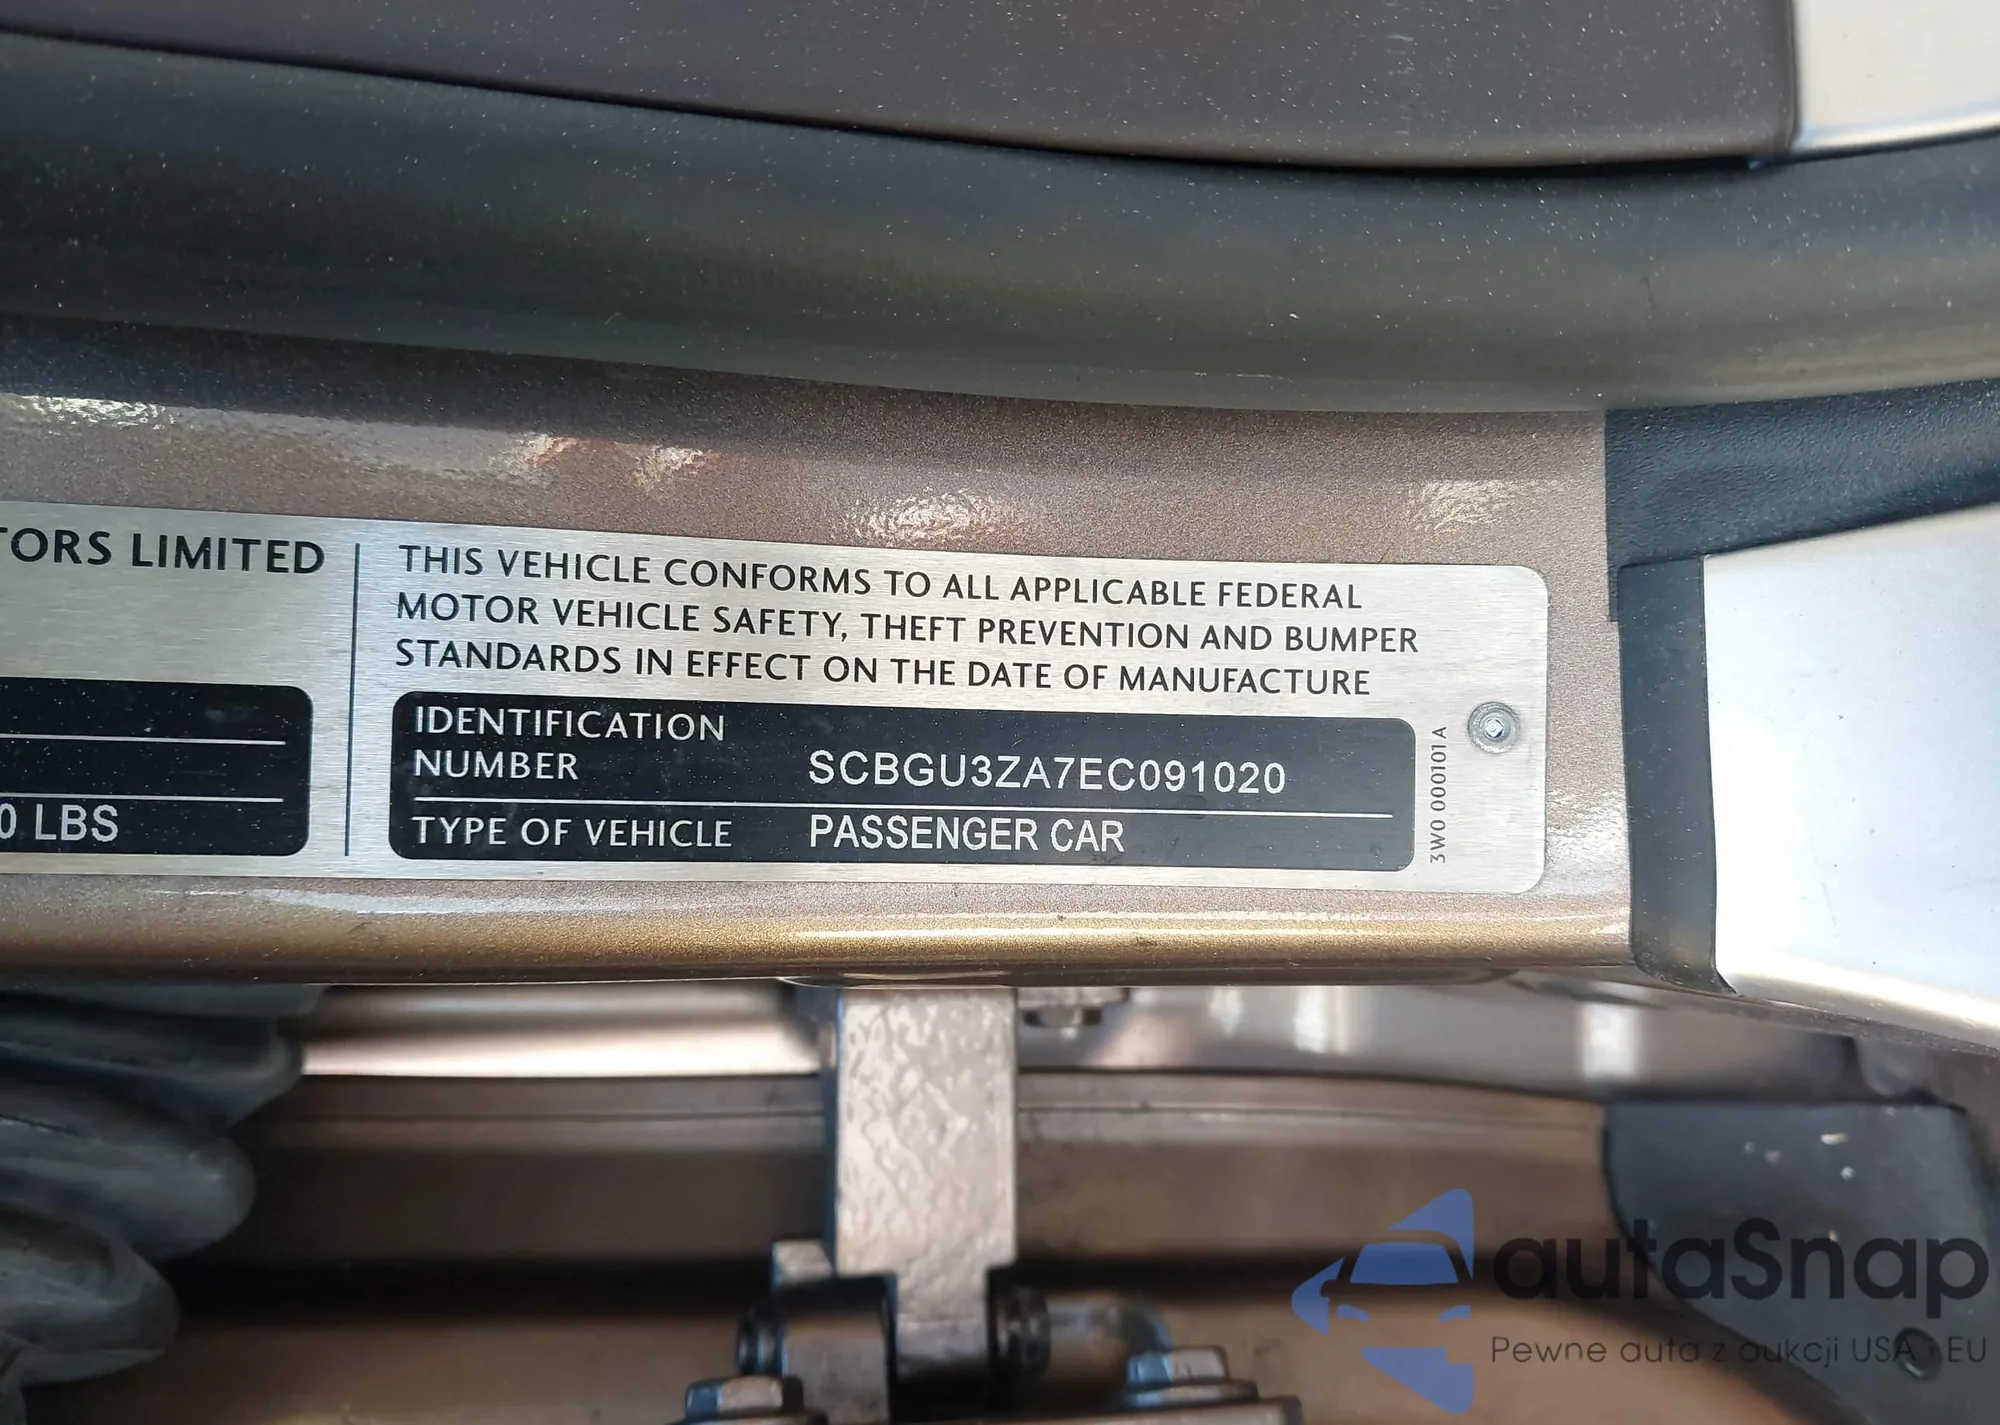 TORS LIMITED
0 LBS
THIS VEHICLE CONFORMS TO ALL APPLICABLE FEDERAL
MOTOR VEHICLE SAFETY, THEFT PREVENTION AND BUMPER
STANDARDS IN EFFECT ON THE DATE OF MANUFACTURE
IDENTIFICATION
NUMBER SCBGU3ZA7EC091020
TYPE OF VEHICLE PASSENGER CAR
3W0 000101 A
autaSnap
Pewne auta z aukcji USA i EU